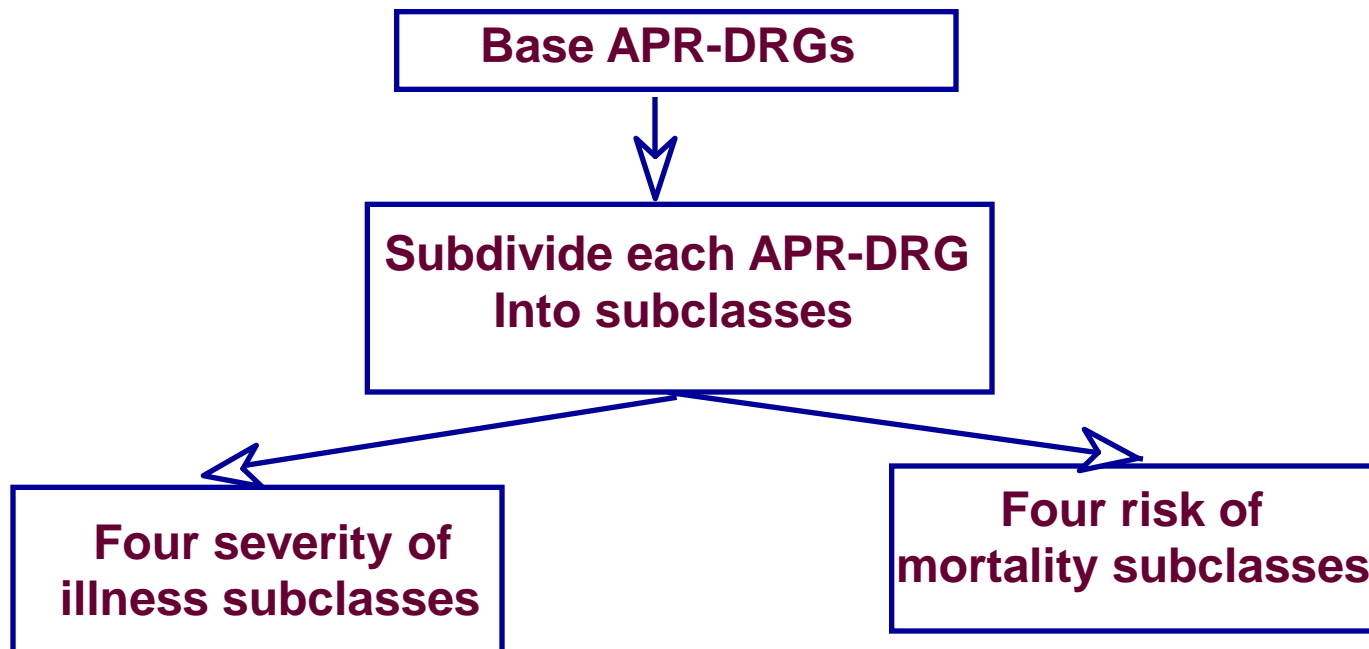 Base APR-DRGs
Subdivide each APR-DRG
Into subclasses
Four severity of
illness subclasses
Four risk of
mortality subclasses